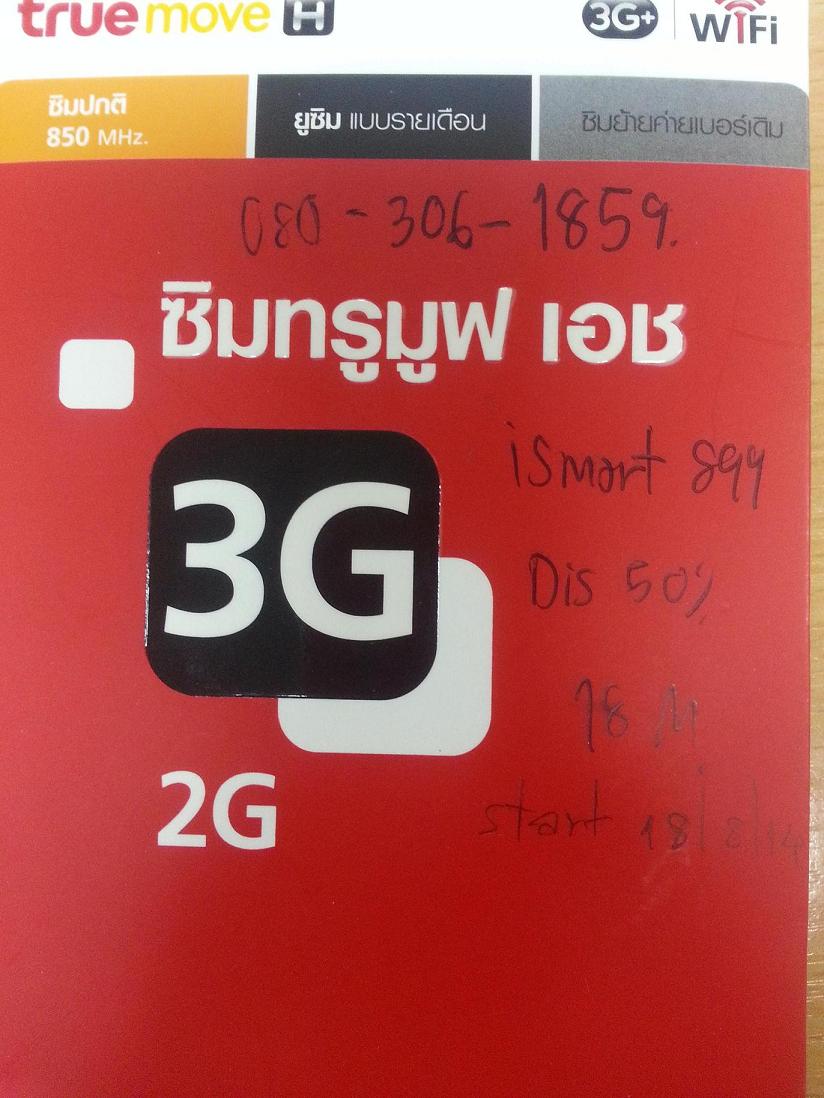 true move H 3G+ WiFi
ซิมปกติ
850 MHz.
ยูซิม แบบรายเดือน
ซิมย้ายค่ายเบอร์เดิม
080-306-1859.
ซิมทรูมูฟ เอช
iSmart 899
3G
Dis 50%
18 M
2G
start 18/8/14